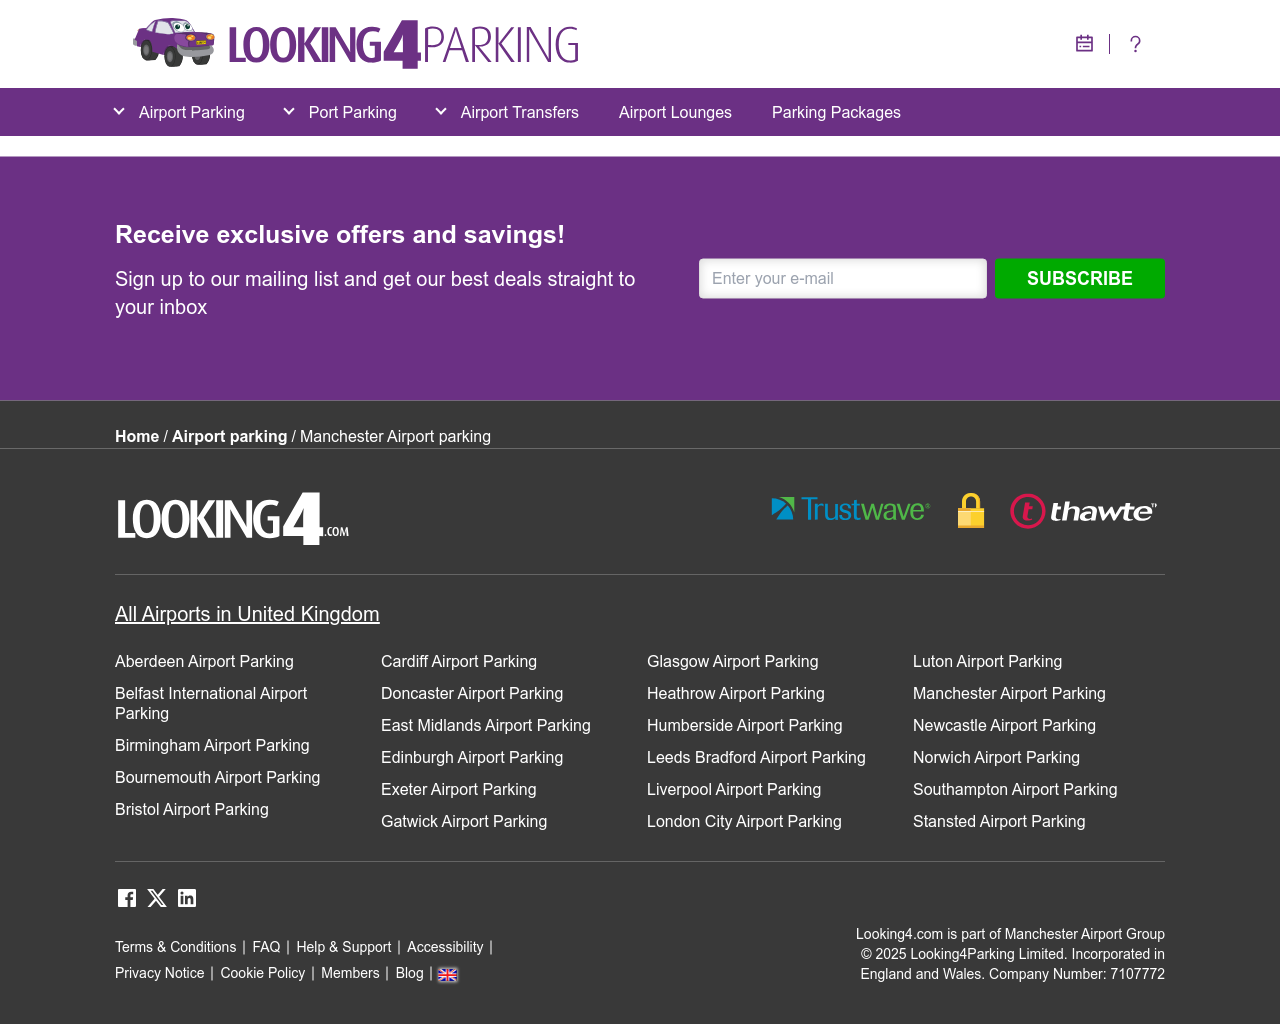 LOOKING4PARKING
Airport Parking
Port Parking
Airport Transfers
Airport Lounges
Parking Packages
Receive exclusive offers and savings!
Sign up to our mailing list and get our best deals straight to
your inbox
Enter your e-mail
SUBSCRIBE
Home / Airport parking / Manchester Airport parking
LOOKING4.COM
Trustwave®
thawte™
All Airports in United Kingdom
Aberdeen Airport Parking
Belfast International Airport
Parking
Birmingham Airport Parking
Bournemouth Airport Parking
Bristol Airport Parking
Cardiff Airport Parking
Doncaster Airport Parking
East Midlands Airport Parking
Edinburgh Airport Parking
Exeter Airport Parking
Gatwick Airport Parking
Glasgow Airport Parking
Heathrow Airport Parking
Humberside Airport Parking
Leeds Bradford Airport Parking
Liverpool Airport Parking
London City Airport Parking
Luton Airport Parking
Manchester Airport Parking
Newcastle Airport Parking
Norwich Airport Parking
Southampton Airport Parking
Stansted Airport Parking
Terms & Conditions | FAQ | Help & Support | Accessibility |
Privacy Notice | Cookie Policy | Members | Blog |
Looking4.com is part of Manchester Airport Group
© 2025 Looking4Parking Limited. Incorporated in
England and Wales. Company Number: 7107772